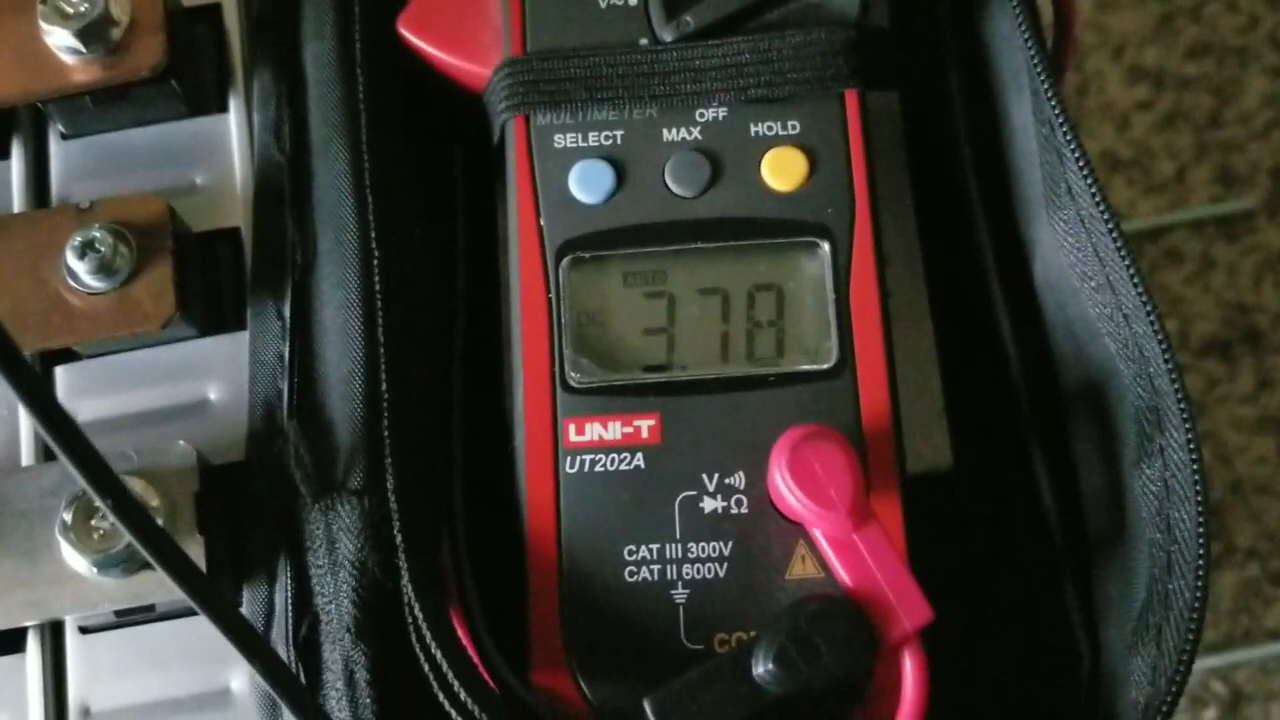 V~
MULTIMETER
OFF
SELECT MAX HOLD
AUTO
DC
3.78
UNI-T
UT202A
V Ω
CAT III 300V
CAT II 600V